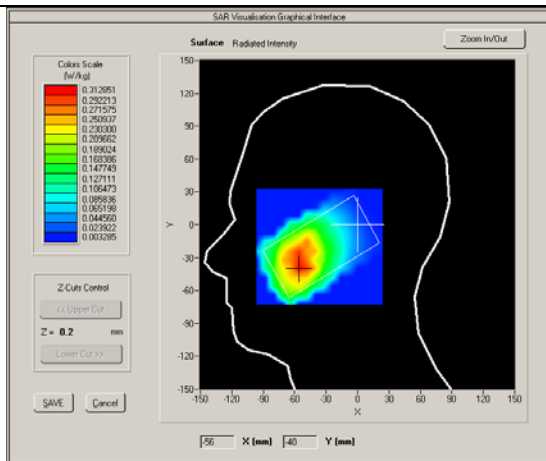 SAR Visualisation Graphical Interface
Surface Radiated Intensity
Zoom In/Out
Colors Scale
(W/kg)
0.312851
0.292213
0.271575
0.250937
0.230300
0.209662
0.189024
0.168386
0.147749
0.127111
0.106473
0.085836
0.065198
0.044560
0.023922
0.003285
Z-Cuts Control
<< Upper Cut
Z = 0.2 mm
Lower Cut >>
SAVE Cancel
150-
120-
90-
60-
30-
0-
-30-
-60-
-90-
-120-
-150-
Y
-150 -120 -90 -60 -30 0 30 60 90 120 150
X
-56 X (mm) -40 Y (mm)